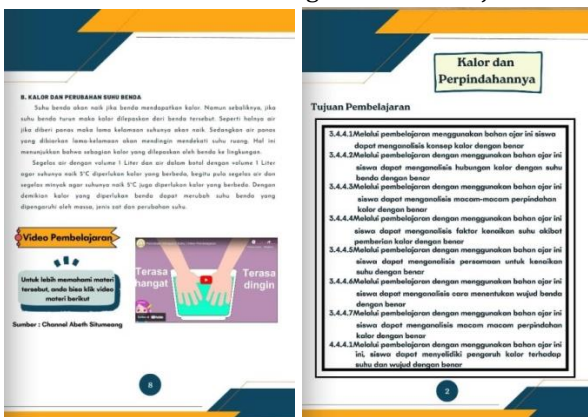 B. KALOR DAN PERUBAHAN SUHU BENDA
Suhu benda akan naik jika benda mendapatkan kalor. Namun sebaliknya, jika
suhu benda turun maka kalor dilepaskan dari benda tersebut. Seperti halnya air
jika diberi panas maka lama kelamaan suhunya akan naik. Sedangkan air panas
yang dibiarkan lama-kelamaan akan mendingin mendekati suhu ruang. Hal ini
menunjukkan bahwa sebagian kalor yang dilepaskan oleh benda ke lingkungan.
Segelas air dengan volume 1 Liter dan air dalam botol dengan volume 1 Liter
agar suhunya naik 5°C diperlukan kalor yang berbeda, begitu pula segelas air dan
segelas minyak agar suhunya naik 5°C juga diperlukan kalor yang berbeda. Dengan
demikian kalor yang diperlukan benda dapat merubah suhu benda yang
dipengaruhi oleh massa, jenis zat dan perubahan suhu.
Video Pembelajaran
Untuk lebih memahami materi
tersebut, anda bisa klik video
materi berikut
Terasa
hangat
Terasa
dingin
Sumber : Channel Abeth Situmeang
8
Kalor dan
Perpindahannya
Tujuan Pembelajaran
3.4.4.1Melalui pembelajaran menggunakan bahan ajar ini siswa
dapat menganalisis konsep kalor dengan benar
3.4.4.2Melalui pembelajaran dengan menggunakan bahan ajar ini
siswa dapat menganalisis hubungan kalor dengan suhu
benda dengan benar
3.4.4.3Melalui pembelajaran dengan menggunakan bahan ajar ini
siswa dapat menganalisis macam-macam perpindahan
kalor dengan benar
3.4.4.4Melalui pembelajaran dengan menggunakan bahan ajar ini
siswa dapat menganalisis faktor kenaikan suhu akibat
pemberian kalor dengan benar
3.4.4.5Melalui pembelajaran dengan menggunakan bahan ajar ini
siswa dapat menganalisis persamaan untuk kenaikan
suhu dengan benar
3.4.4.6Melalui pembelajaran dengan menggunakan bahan ajar ini
siswa dapat menganalisis cara menentukan wujud benda
dengan benar
3.4.4.7Melalui pembelajaran dengan menggunakan bahan ajar ini
siswa dapat menganalisis macam macam perpindahan
kalor dengan benar
4.4.4.1Melalui pembelajaran dengan menggunakan bahan ajar ini
ini, siswa dapat menyelidiki pengaruh kalor terhadap
suhu dan wujud dengan benar
2